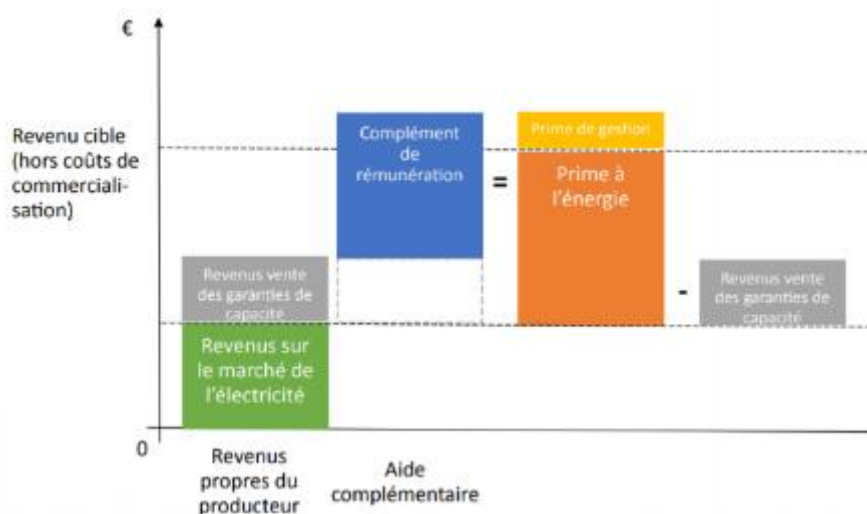 €
Revenu cible
(hors coûts de
commerciali-
sation)
Complément
de
rémunération
=
Prime de gestion
Prime à
l'énergie
Revenus vente
des garanties de
capacité
-
Revenus vente
des garanties de
capacité
Revenus sur
le marché de
l'électricité
0
Revenus
propres du
producteur
Aide
complémentaire